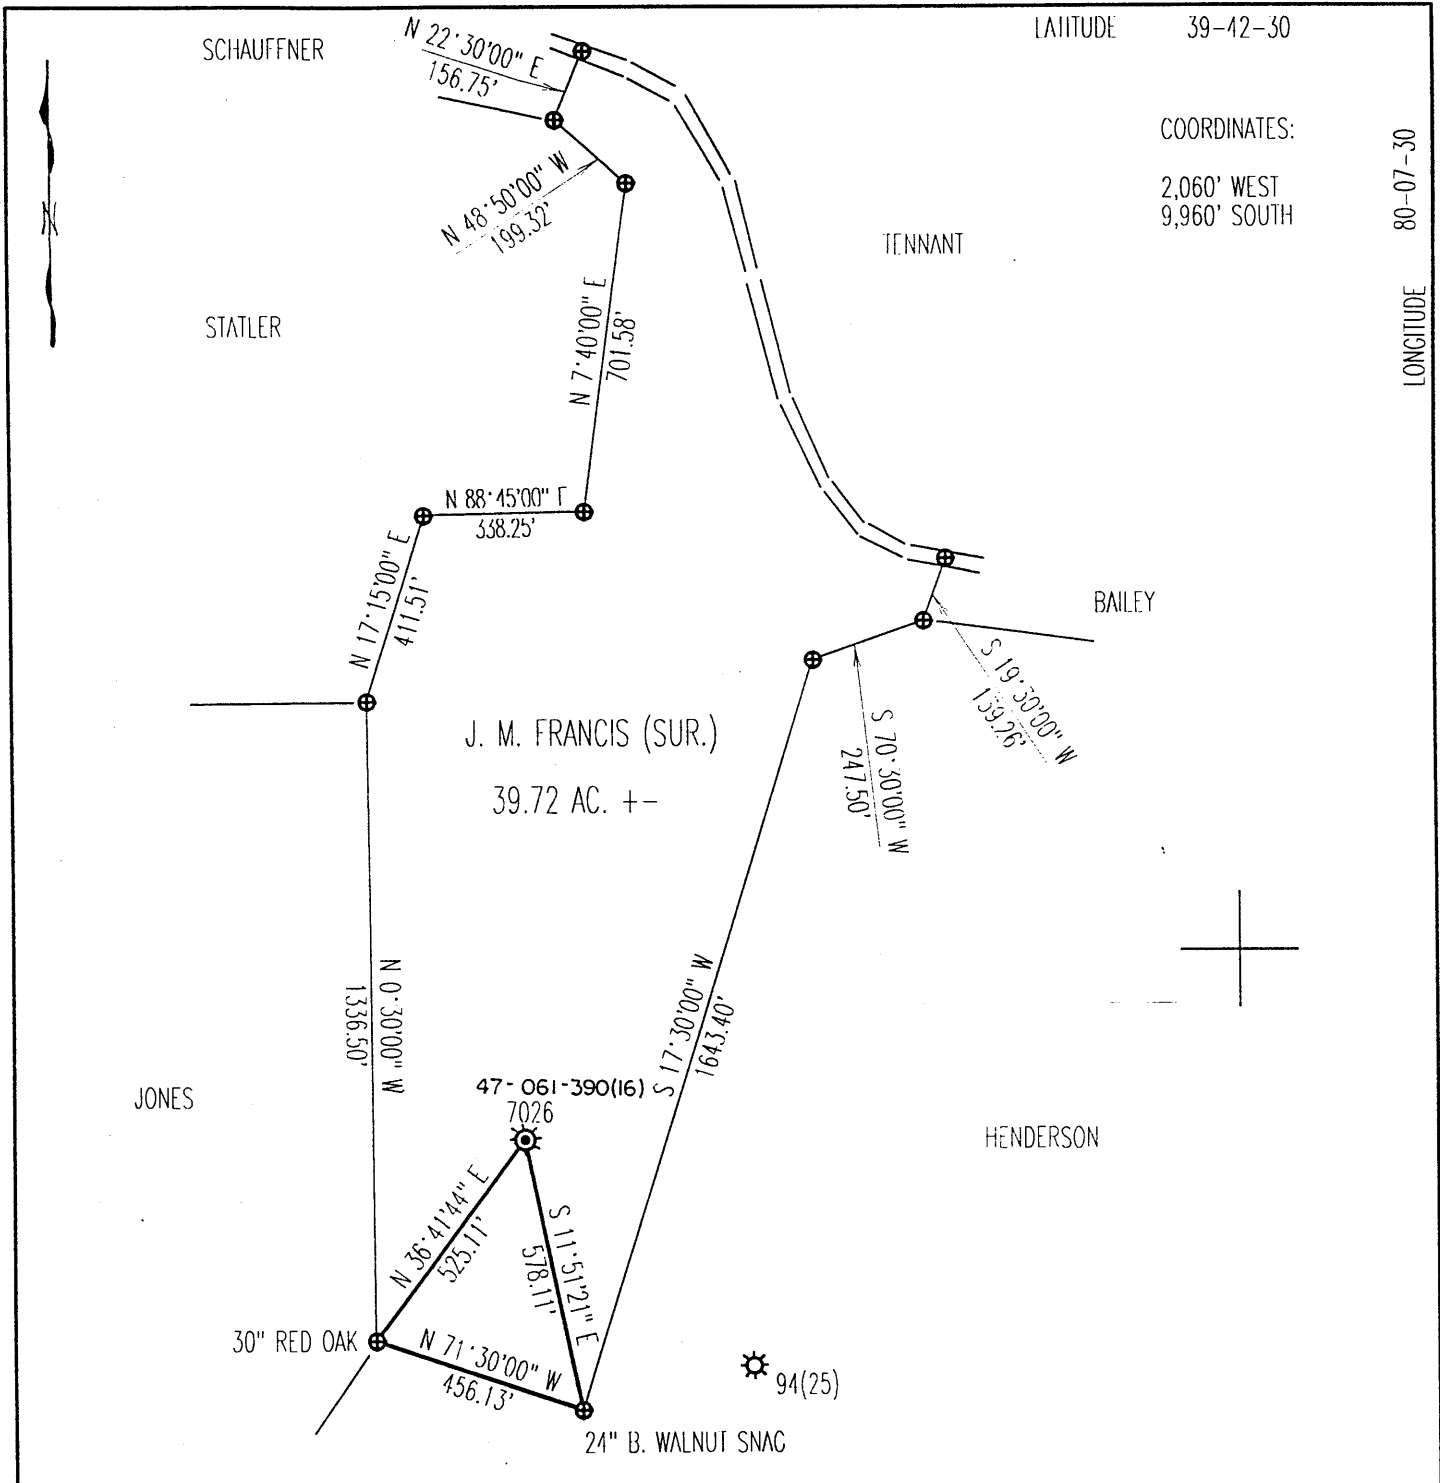 LATITUDE 39-42-30
SCHAUFFNER
N 22°30'00" E
156.75'
COORDINATES:
2,060' WEST
9,960' SOUTH
LONGITUDE 80-07-30
N
N 48°50'00" W
199.32'
TENNANT
STATLER
N 7°40'00" E
701.58'
N 88°45'00" E
338.25'
N 17°15'00" E
411.51'
BAILEY
S 19°30'00" W
139.26'
S 70°30'00" W
247.50'
J. M. FRANCIS (SUR.)
39.72 AC. +-
N 0°30'00" W
1336.50'
S 17°30'00" W
1643.40'
JONES
47-061-390(16)
7026
HENDERSON
N 36°41'44" E
525.11'
S 11°51'21" E
578.11'
30" RED OAK
N 71°30'00" W
456.13'
94(25)
24" B. WALNUT SNAG